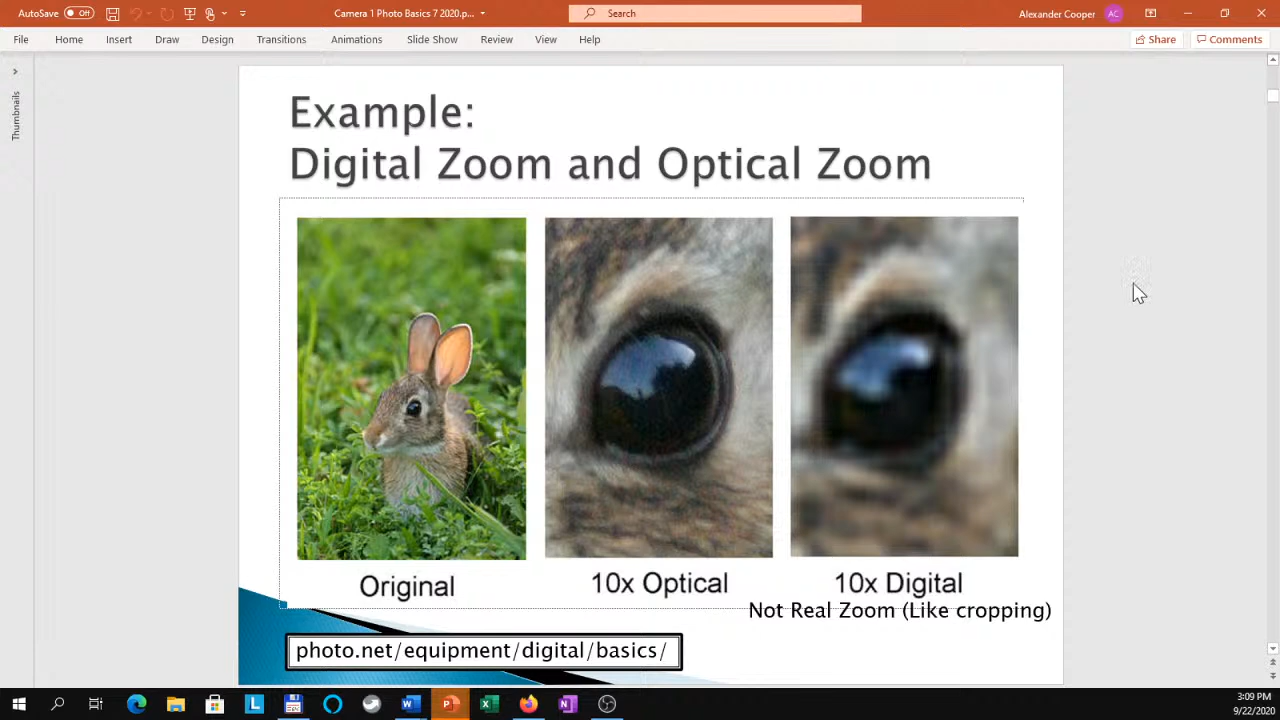 AutoSave Off
Camera 1 Photo Basics 7 2020.p...
Search
Alexander Cooper AC
File Home Insert Draw Design Transitions Animations Slide Show Review View Help
Share Comments
Thumbnails
Example:
Digital Zoom and Optical Zoom
Original
10x Optical
10x Digital
Not Real Zoom (Like cropping)
photo.net/equipment/digital/basics/
3:09 PM
9/22/2020